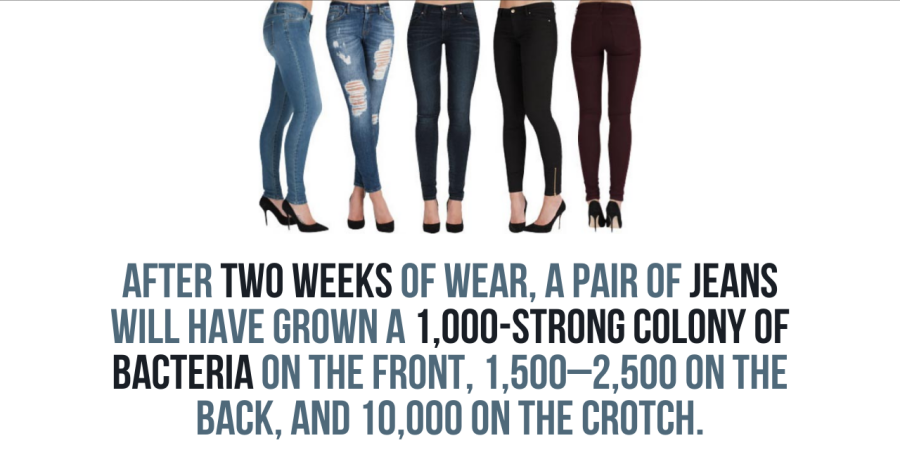 AFTER TWO WEEKS OF WEAR, A PAIR OF JEANS
WILL HAVE GROWN A 1,000-STRONG COLONY OF
BACTERIA ON THE FRONT, 1,500–2,500 ON THE
BACK, AND 10,000 ON THE CROTCH.